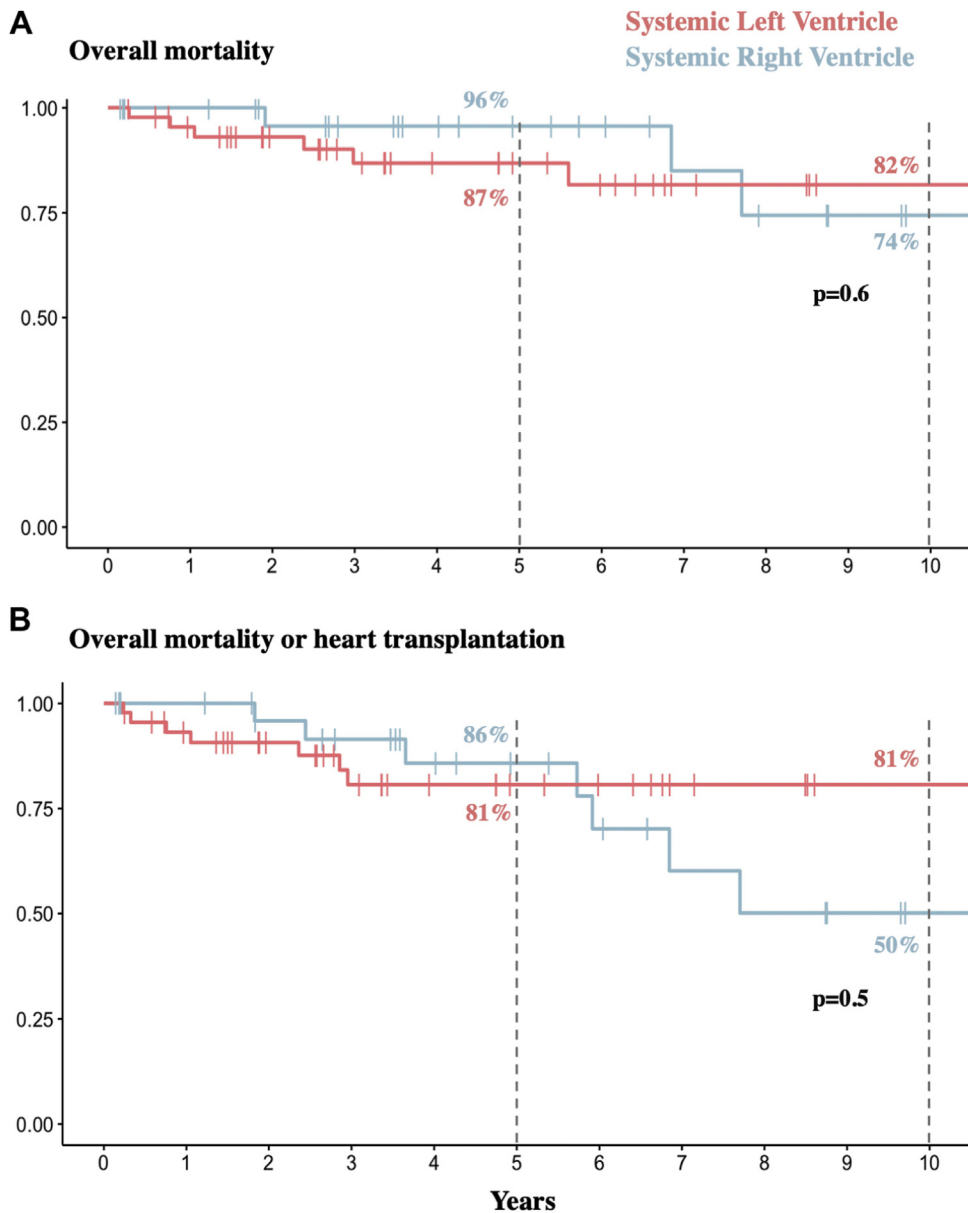 A
Systemic Left Ventricle
Overall mortality
Systemic Right Ventricle
1.00
96%
82%
0.75
87%
74%
p=0.6
0.50
0.25
0.00
0 1 2 3 4 5 6 7 8 9 10
B
Overall mortality or heart transplantation
1.00
86%
81%
0.75
81%
0.50
50%
p=0.5
0.25
0.00
0 1 2 3 4 5 6 7 8 9 10
Years